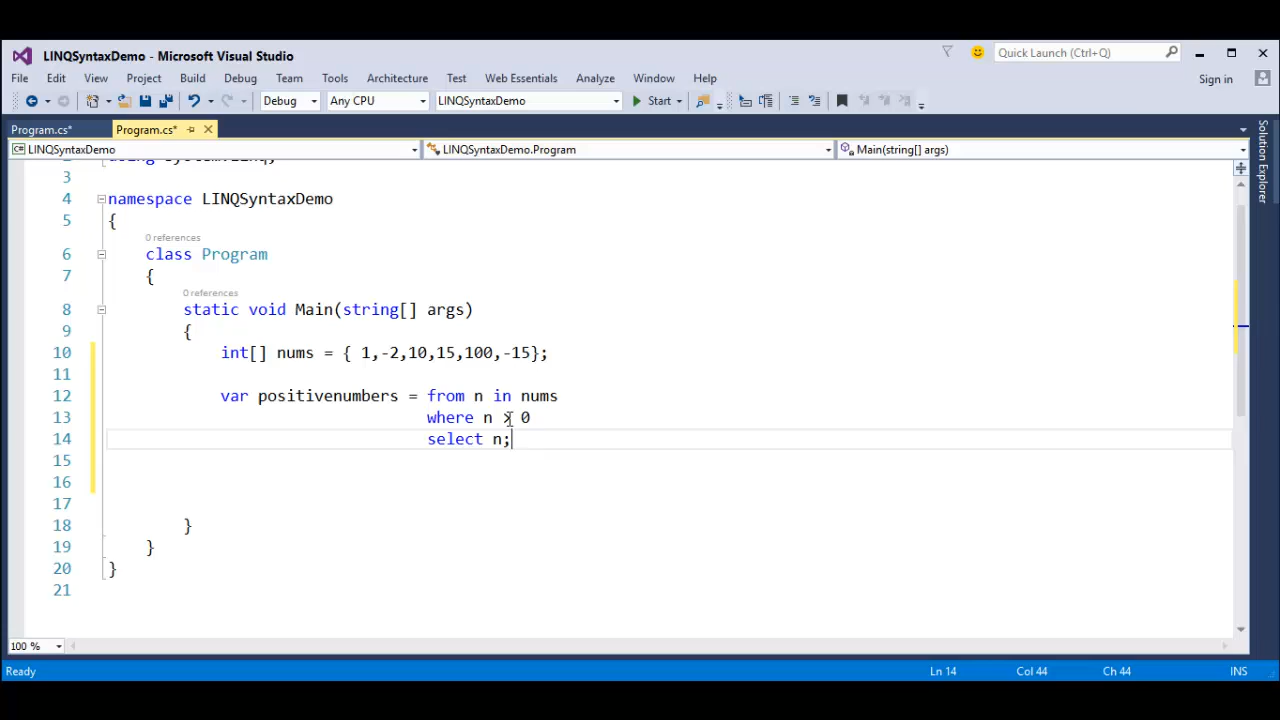 LINQSyntaxDemo - Microsoft Visual Studio
Quick Launch (Ctrl+Q)
File Edit View Project Build Debug Team Tools Architecture Test Web Essentials Analyze Window Help
Sign in
Debug Any CPU LINQSyntaxDemo Start
Program.cs* Program.cs*
LINQSyntaxDemo LINQSyntaxDemo.Program Main(string[] args)
Solution Explorer
3
4 namespace LINQSyntaxDemo
5 {
0 references
6 class Program
7 {
0 references
8 static void Main(string[] args)
9 {
10 int[] nums = { 1,-2,10,15,100,-15};
11
12 var positivenumbers = from n in nums
13 where n > 0
14 select n;
15
16
17
18 }
19 }
20 }
21
100 %
Ready Ln 14 Col 44 Ch 44 INS